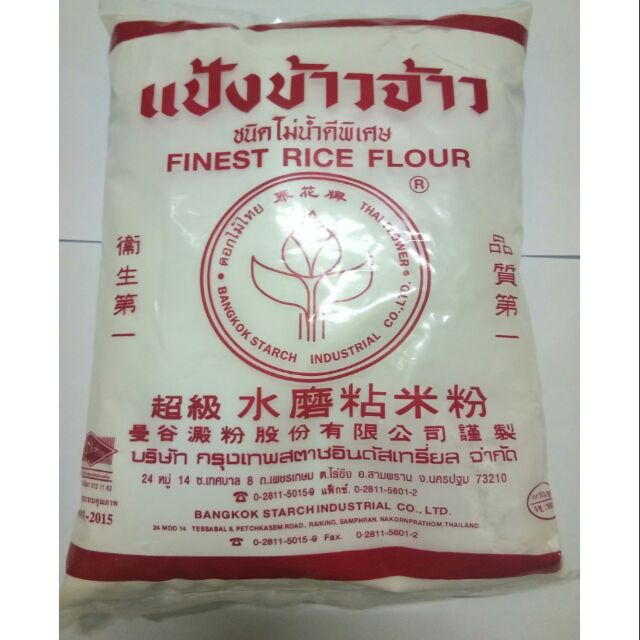 แป้งข้าวจ้าว
ชนิดโม่น้ำดีพิเศษ
FINEST RICE FLOUR
®
泰花牌
ดอกไม้ไทย
THAI FLOWER
BANGKOK STARCH INDUSTRIAL CO.,LTD.
衞生第一
品質第一
超級 水磨粘米粉
曼谷澱粉股份有限公司謹製
บริษัท กรุงเทพสตาชอินดัสเทรี่ยล จำกัด
24 หมู่ 14 ซ.เทศบาล 8 ถ.เพชรเกษม ต.ไร่ขิง อ.สามพราน จ.นครปฐม 73210
☎ 0-2811-5015-9 แฟ็กซ์. 0-2811-5601-2
BANGKOK STARCH INDUSTRIAL CO., LTD.
24 MOO 14 TESSABAL 8, PETCHKASEM ROAD., RAIKING, SAMPHRAN, NAKORNPRATHOM, THAILAND.
☎ 0-2811-5015-9 Fax. 0-2811-5601-2
-2015